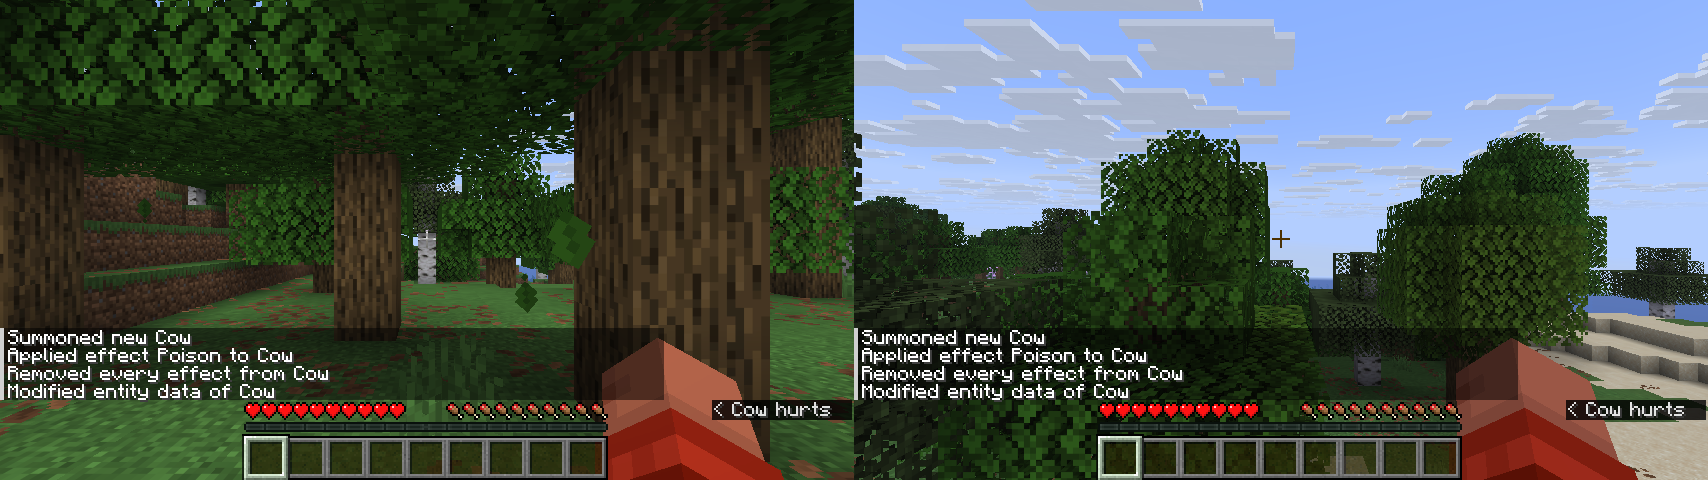 Summoned new Cow
Applied effect Poison to Cow
Removed every effect from Cow
Modified entity data of Cow
< Cow hurts
Summoned new Cow
Applied effect Poison to Cow
Removed every effect from Cow
Modified entity data of Cow
< Cow hurts